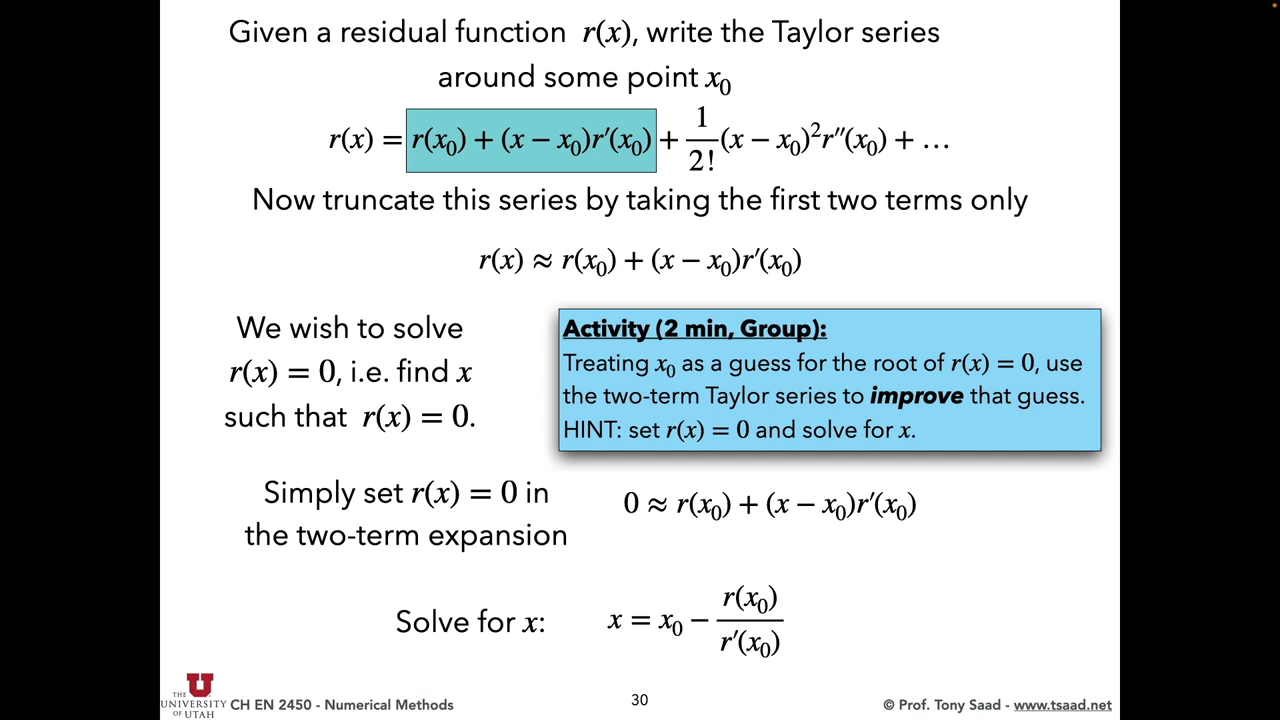 Given a residual function r(x), write the Taylor series
around some point x₀
r(x) = r(x₀) + (x − x₀)r′(x₀) + 1/2! (x − x₀)²r″(x₀) + …
Now truncate this series by taking the first two terms only
r(x) ≈ r(x₀) + (x − x₀)r′(x₀)
We wish to solve
r(x) = 0, i.e. find x
such that r(x) = 0.
Activity (2 min, Group):
Treating x₀ as a guess for the root of r(x) = 0, use
the two-term Taylor series to improve that guess.
HINT: set r(x) = 0 and solve for x.
Simply set r(x) = 0 in
the two-term expansion
0 ≈ r(x₀) + (x − x₀)r′(x₀)
Solve for x:
x = x₀ − r(x₀)/r′(x₀)
THE
UNIVERSITY
OF UTAH
U
CH EN 2450 - Numerical Methods
30
© Prof. Tony Saad - www.tsaad.net